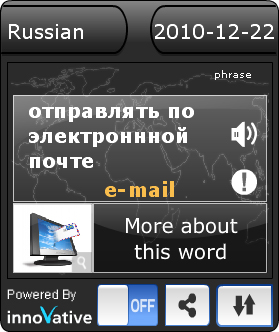 Russian
2010-12-22
phrase
отправлять по
электроннной
почте
e-mail
More about
this word
Powered By
innoVative
OFF